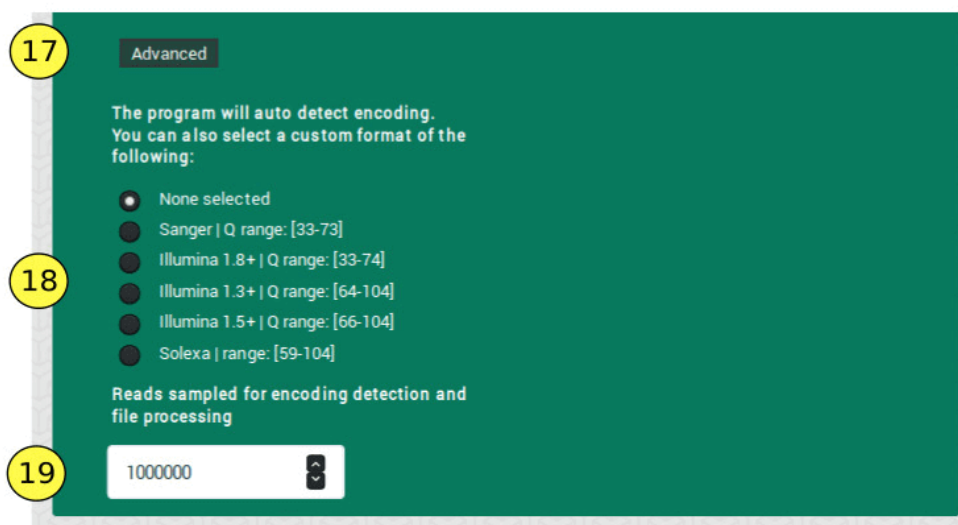 17
Advanced
The program will auto detect encoding.
You can also select a custom format of the
following:
None selected
Sanger | Q range: [33-73]
18
Illumina 1.8+ | Q range: [33-74]
Illumina 1.3+ | Q range: [64-104]
Illumina 1.5+ | Q range: [66-104]
Solexa | range: [59-104]
Reads sampled for encoding detection and
file processing
19
1000000